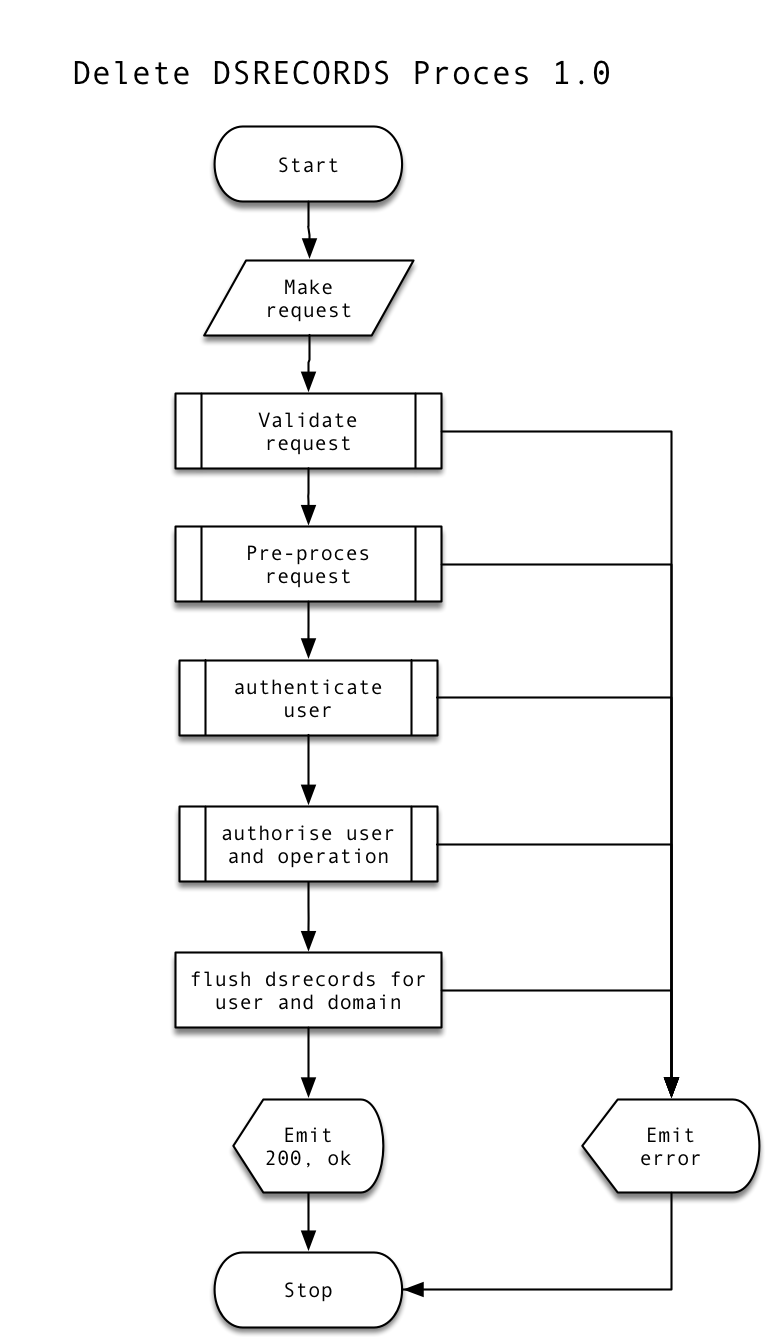 Delete DSRECORDS Proces 1.0
Start
Make
request
Validate
request
Pre-proces
request
authenticate
user
authorise user
and operation
flush dsrecords for
user and domain
Emit
200, ok
Emit
error
Stop